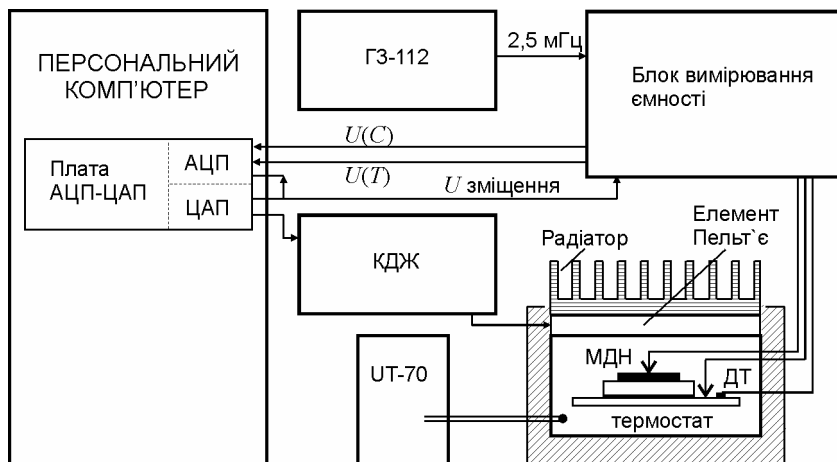 ПЕРСОНАЛЬНИЙ
КОМП'ЮТЕР
Плата
АЦП-ЦАП
АЦП
ЦАП
ГЗ-112
2,5 мГц
Блок вимірювання
ємності
U(C)
U(T)
U зміщення
КДЖ
Радіатор
Елемент
Пельт`є
UT-70
МДН
ДТ
термостат